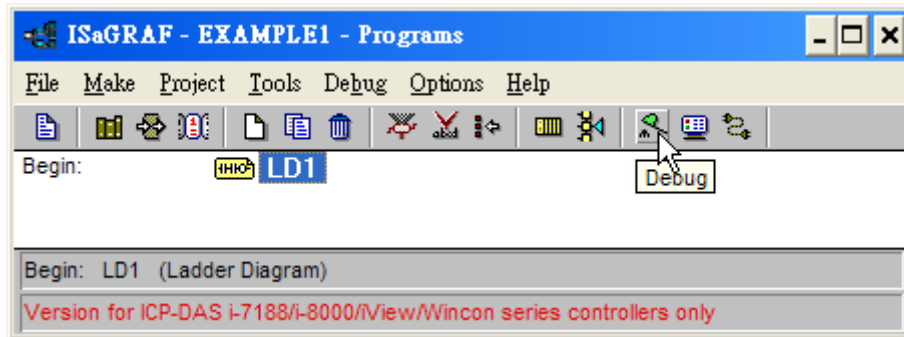 ISaGRAF - EXAMPLE1 - Programs
File Make Project Tools Debug Options Help
Begin: LD1
Debug
Begin: LD1 (Ladder Diagram)
Version for ICP-DAS i-7188/i-8000/iView/Wincon series controllers only